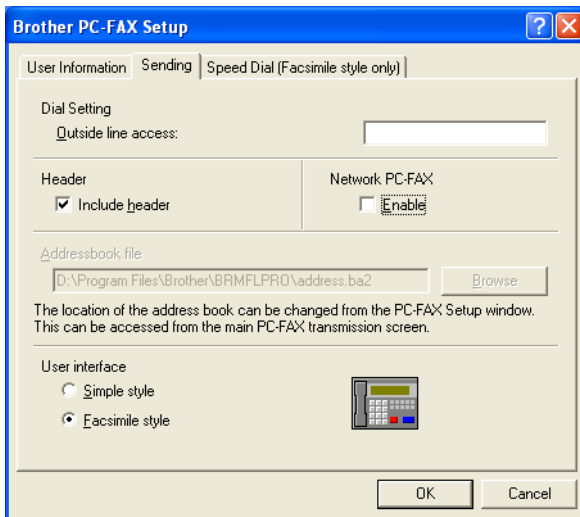 Brother PC-FAX Setup
User Information Sending Speed Dial (Facsimile style only)
Dial Setting
Outside line access:
Header Network PC-FAX
Include header Enable
Addressbook file
D:\Program Files\Brother\BRMFLPRO\address.ba2 Browse
The location of the address book can be changed from the PC-FAX Setup window.
This can be accessed from the main PC-FAX transmission screen.
User interface
Simple style
Facsimile style
OK Cancel